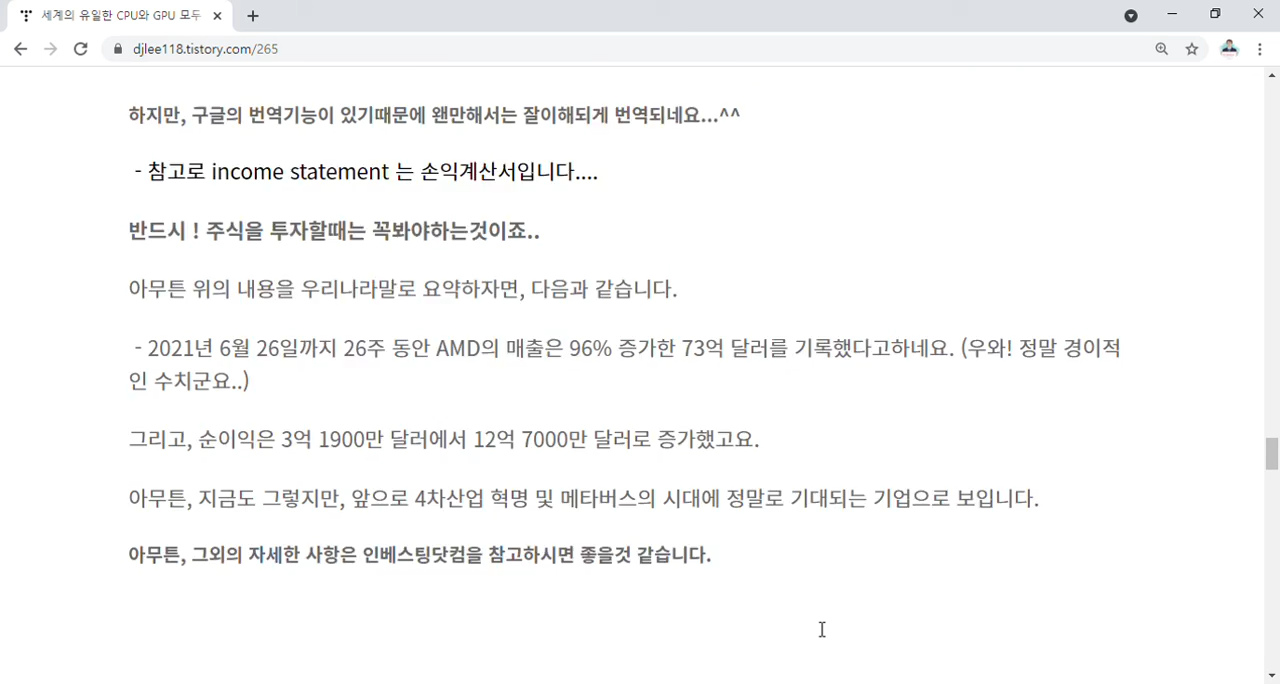 세계의 유일한 CPU와 GPU 모두
djlee118.tistory.com/265
하지만, 구글의 번역기능이 있기때문에 왠만해서는 잘이해되게 번역되네요...^^
- 참고로 income statement 는 손익계산서입니다....
반드시 ! 주식을 투자할때는 꼭봐야하는것이죠..
아무튼 위의 내용을 우리나라말로 요약하자면, 다음과 같습니다.
- 2021년 6월 26일까지 26주 동안 AMD의 매출은 96% 증가한 73억 달러를 기록했다고하네요. (우와! 정말 경이적
인 수치군요..)
그리고, 순이익은 3억 1900만 달러에서 12억 7000만 달러로 증가했고요.
아무튼, 지금도 그렇지만, 앞으로 4차산업 혁명 및 메타버스의 시대에 정말로 기대되는 기업으로 보입니다.
아무튼, 그외의 자세한 사항은 인베스팅닷컴을 참고하시면 좋을것 같습니다.